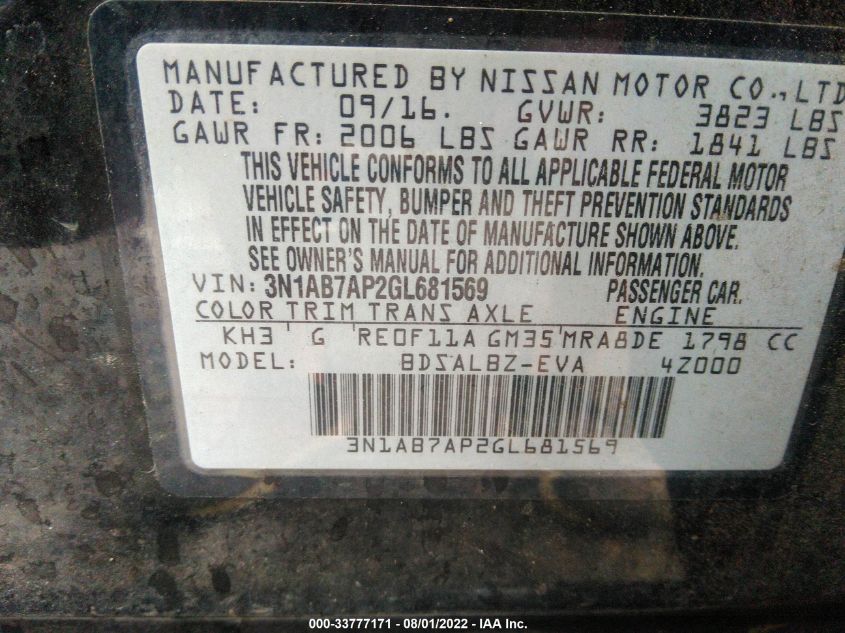 MANUFACTURED BY NISSAN MOTOR CO., LTD
DATE: 09/16. GVWR: 3823 LBS
GAWR FR: 2006 LBS GAWR RR: 1841 LBS
THIS VEHICLE CONFORMS TO ALL APPLICABLE FEDERAL MOTOR
VEHICLE SAFETY, BUMPER AND THEFT PREVENTION STANDARDS
IN EFFECT ON THE DATE OF MANUFACTURE SHOWN ABOVE.
SEE OWNER'S MANUAL FOR ADDITIONAL INFORMATION.
VIN: 3N1AB7AP2GL681569 PASSENGER CAR.
COLOR TRIM TRANS AXLE ENGINE
KH3 G RE0F11A GM35 MRA8DE 1798 CC
MODEL: BDSALBZ-EVA 4Z000
3N1AB7AP2GL681569
000-33777171 - 08/01/2022 - IAA Inc.